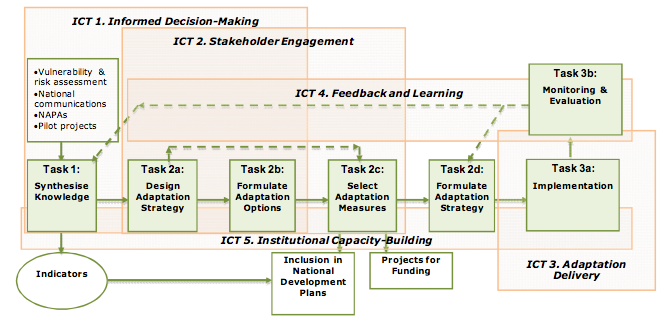 ICT 1. Informed Decision-Making
ICT 2. Stakeholder Engagement
•Vulnerability &
risk assessment
•National
communications
•NAPAs
•Pilot projects
ICT 4. Feedback and Learning
Task 3b:
Monitoring &
Evaluation
Task 1:
Synthesise
Knowledge
Task 2a:
Design
Adaptation
Strategy
Task 2b:
Formulate
Adaptation
Options
Task 2c:
Select
Adaptation
Measures
Task 2d:
Formulate
Adaptation
Strategy
Task 3a:
Implementation
ICT 5. Institutional Capacity-Building
Indicators
Inclusion in
National
Development
Plans
Projects for
Funding
ICT 3. Adaptation
Delivery